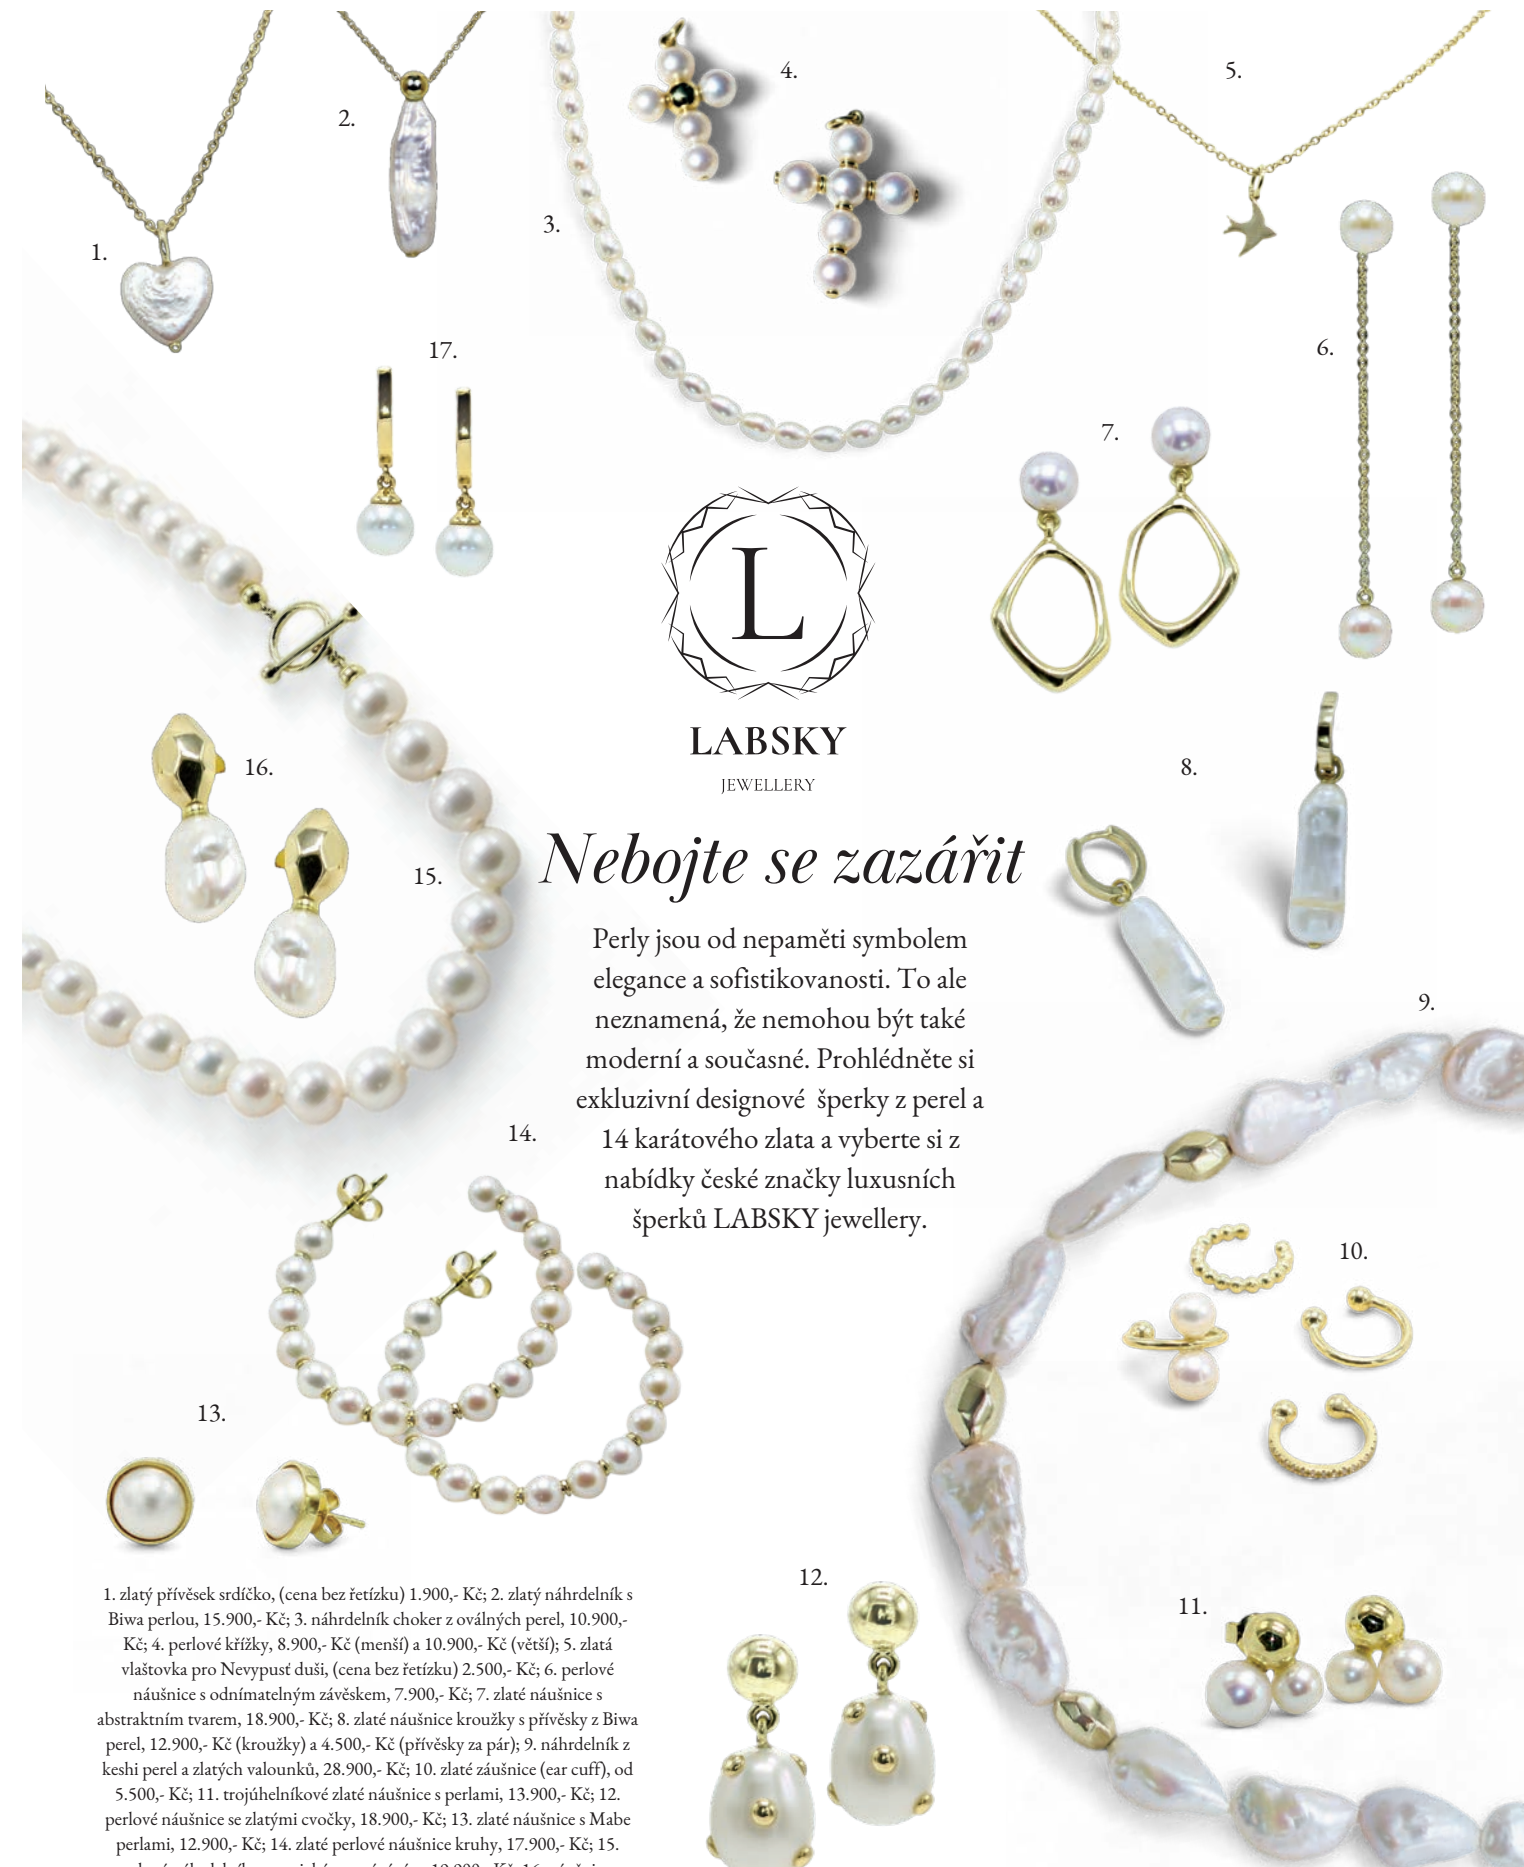 1.
2.
3.
4.
5.
6.
7.
17.
L
LABSKY
JEWELLERY
16.
8.
15.
Nebojte se zazářit
Perly jsou od nepaměti symbolem
elegance a sofistikovanosti. To ale
neznamená, že nemohou být také
moderní a současné. Prohlédněte si
exkluzivní designové šperky z perel a
14 karátového zlata a vyberte si z
nabídky české značky luxusních
šperků LABSKY jewellery.
9.
14.
10.
13.
12.
11.
1. zlatý přívěsek srdíčko, (cena bez řetízku) 1.900,- Kč; 2. zlatý náhrdelník s
Biwa perlou, 15.900,- Kč; 3. náhrdelník choker z oválných perel, 10.900,-
Kč; 4. perlové křížky, 8.900,- Kč (menší) a 10.900,- Kč (větší); 5. zlatá
vlaštovka pro Nevypusť duši, (cena bez řetízku) 2.500,- Kč; 6. perlové
náušnice s odnímatelným závěskem, 7.900,- Kč; 7. zlaté náušnice s
abstraktním tvarem, 18.900,- Kč; 8. zlaté náušnice kroužky s přívěsky z Biwa
perel, 12.900,- Kč (kroužky) a 4.500,- Kč (přívěsky za pár); 9. náhrdelník z
keshi perel a zlatých valounků, 28.900,- Kč; 10. zlaté záušnice (ear cuff), od
5.500,- Kč; 11. trojúhelníkové zlaté náušnice s perlami, 13.900,- Kč; 12.
perlové náušnice se zlatými cvočky, 18.900,- Kč; 13. zlaté náušnice s Mabe
perlami, 12.900,- Kč; 14. zlaté perlové náušnice kruhy, 17.900,- Kč; 15.